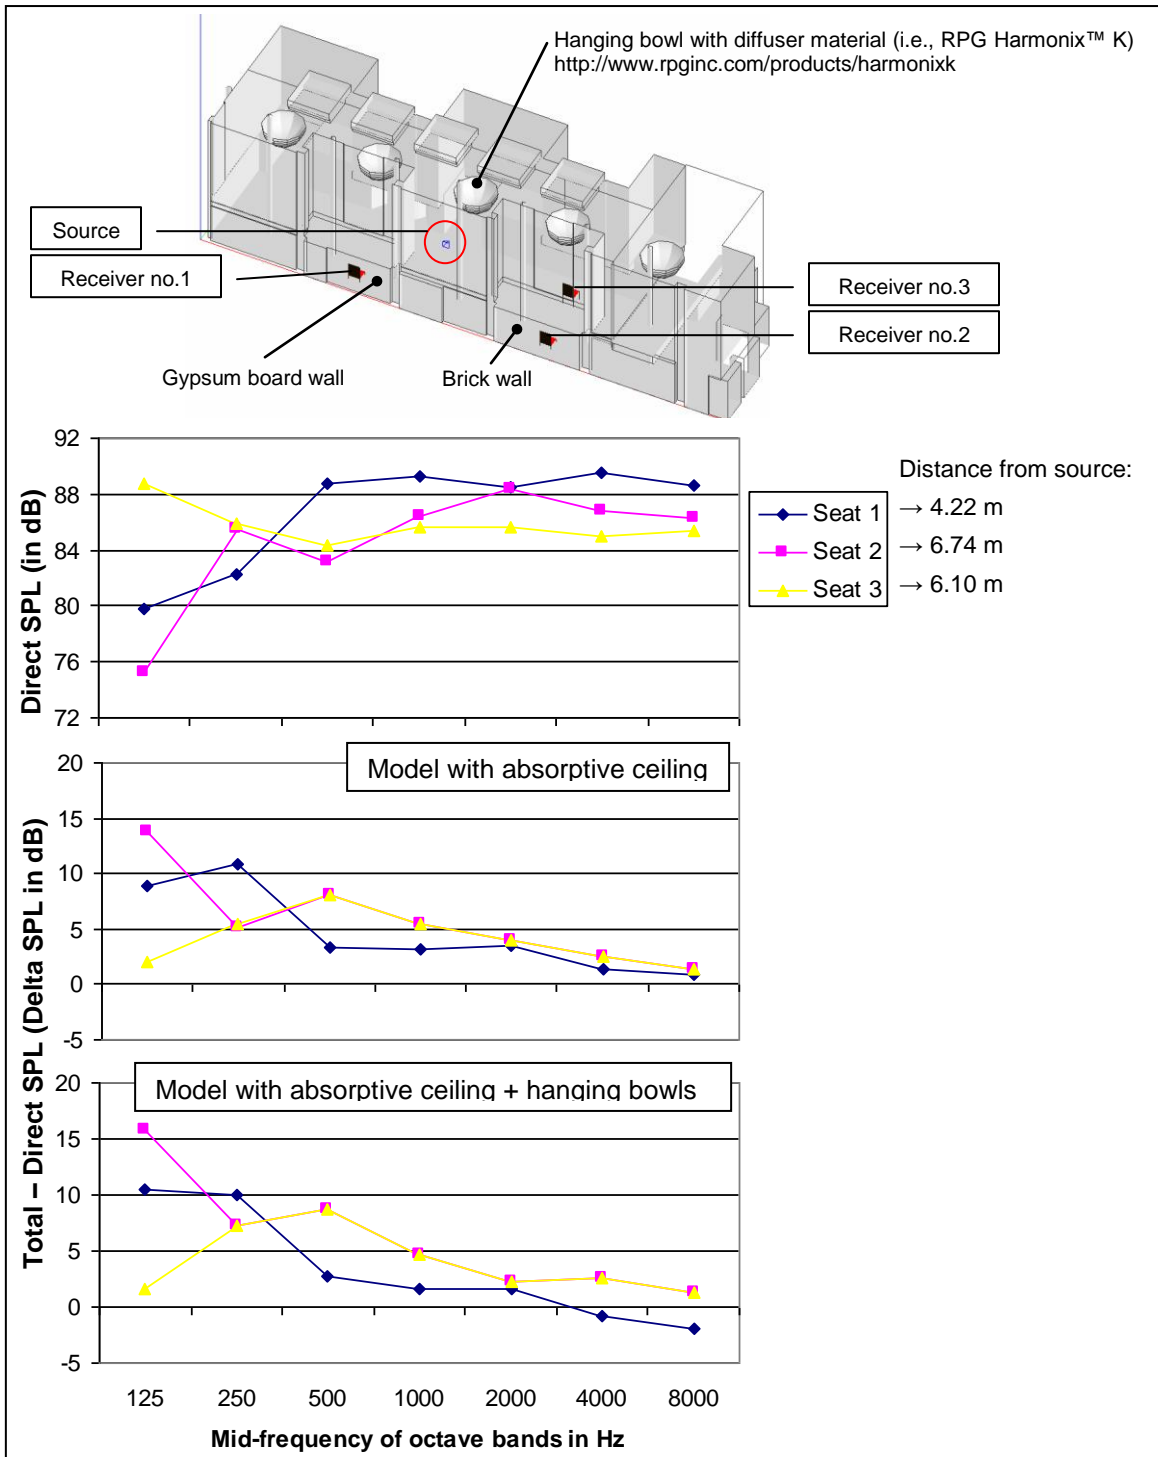 Hanging bowl with diffuser material (i.e., RPG Harmonix™ K)
http://www.rpginc.com/products/harmonixk
Source
Receiver no.1
Receiver no.3
Receiver no.2
Gypsum board wall
Brick wall
Direct SPL (in dB)
92
88
84
80
76
72
Distance from source:
Seat 1 → 4.22 m
Seat 2 → 6.74 m
Seat 3 → 6.10 m
Total – Direct SPL (Delta SPL in dB)
Model with absorptive ceiling
20
15
10
5
0
-5
Model with absorptive ceiling + hanging bowls
20
15
10
5
0
-5
125 250 500 1000 2000 4000 8000
Mid-frequency of octave bands in Hz